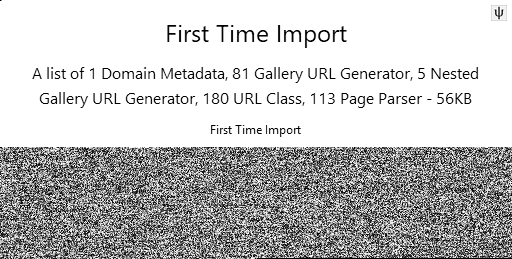 ψ
First Time Import
A list of 1 Domain Metadata, 81 Gallery URL Generator, 5 Nested
Gallery URL Generator, 180 URL Class, 113 Page Parser - 56KB
First Time Import